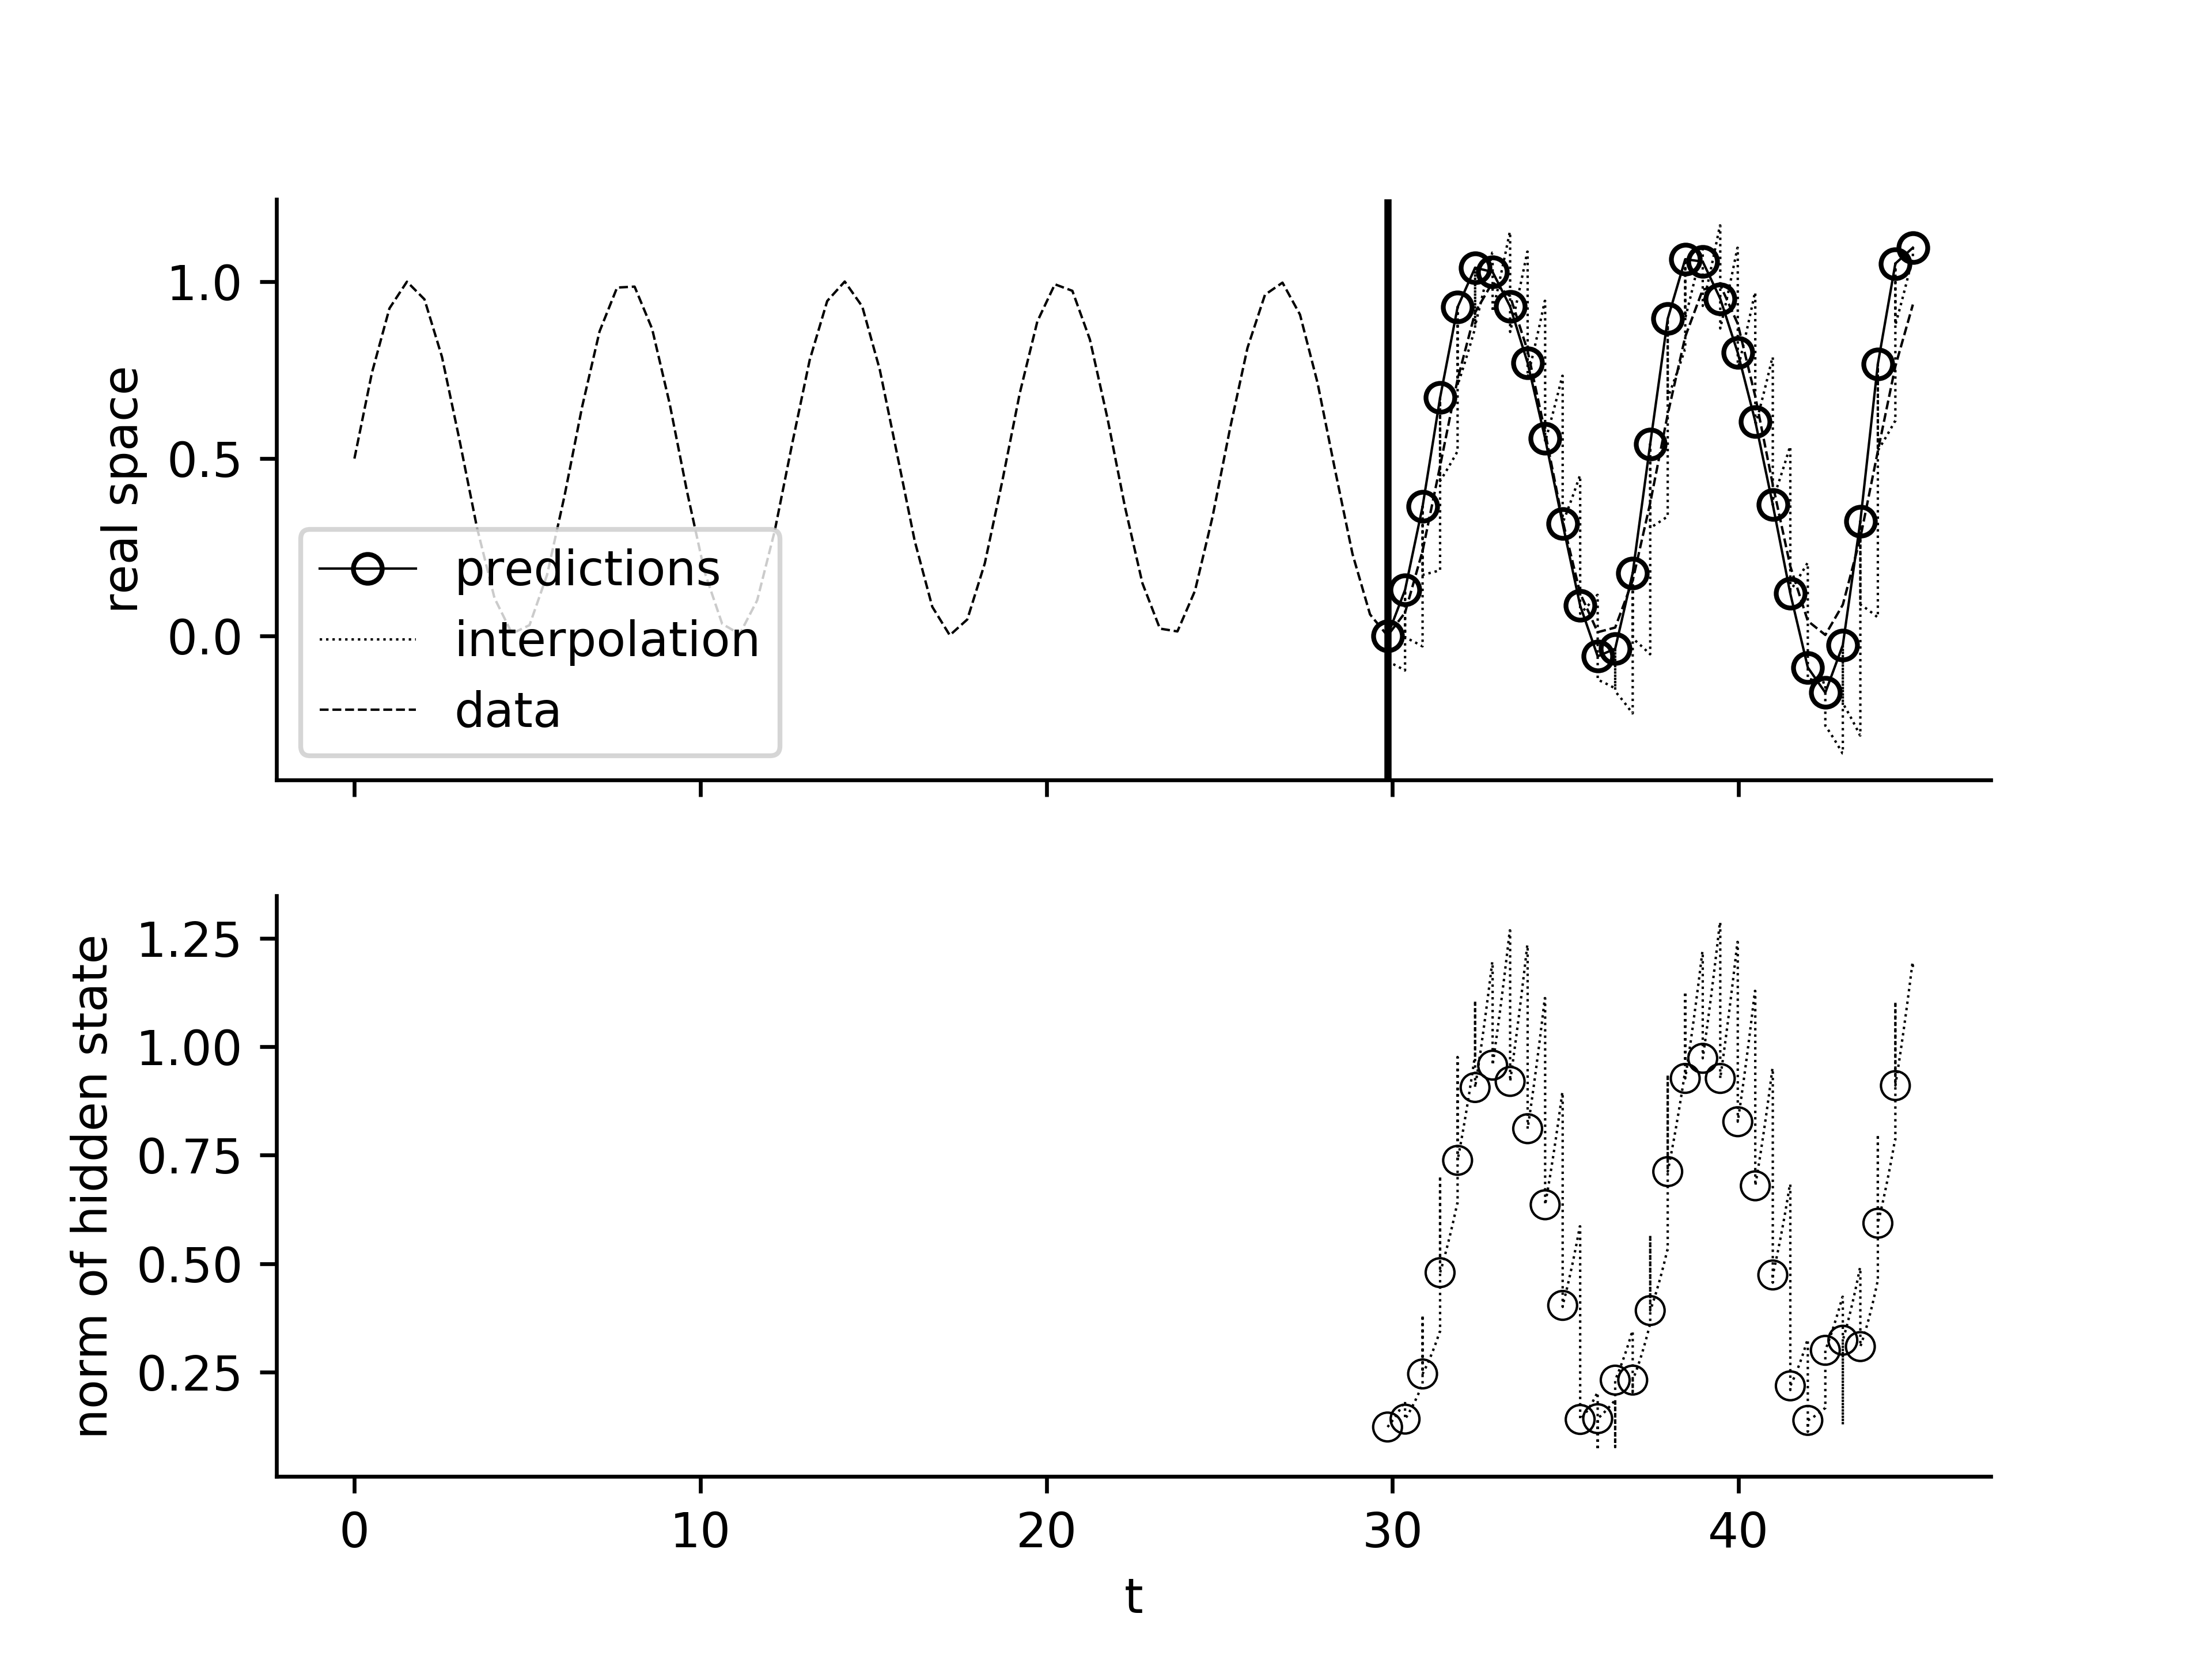 real space
1.0
0.5
0.0
predictions
interpolation
data
norm of hidden state
1.25
1.00
0.75
0.50
0.25
0 10 20 30 40
t